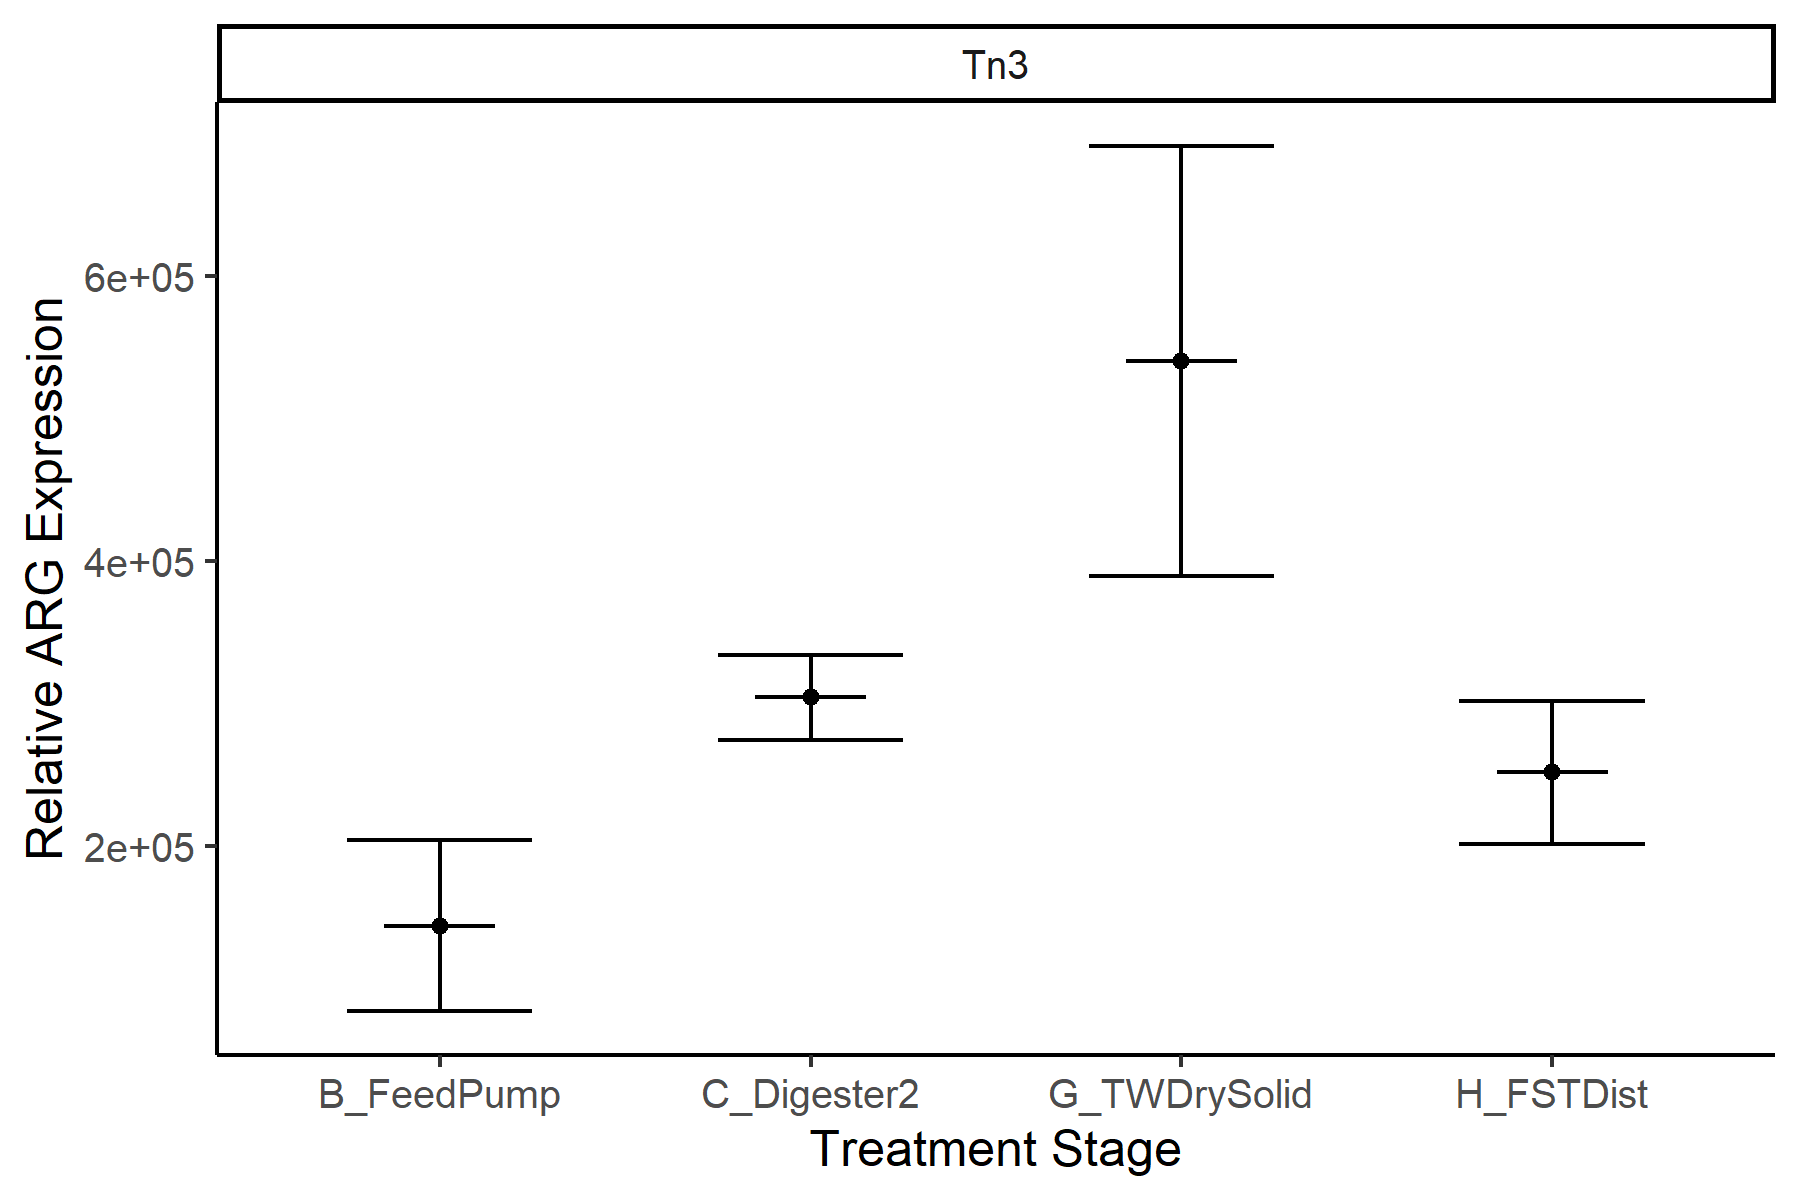 Tn3
Relative ARG Expression
6e+05
4e+05
2e+05
B_FeedPump C_Digester2 G_TWDrySolid H_FSTDist
Treatment Stage